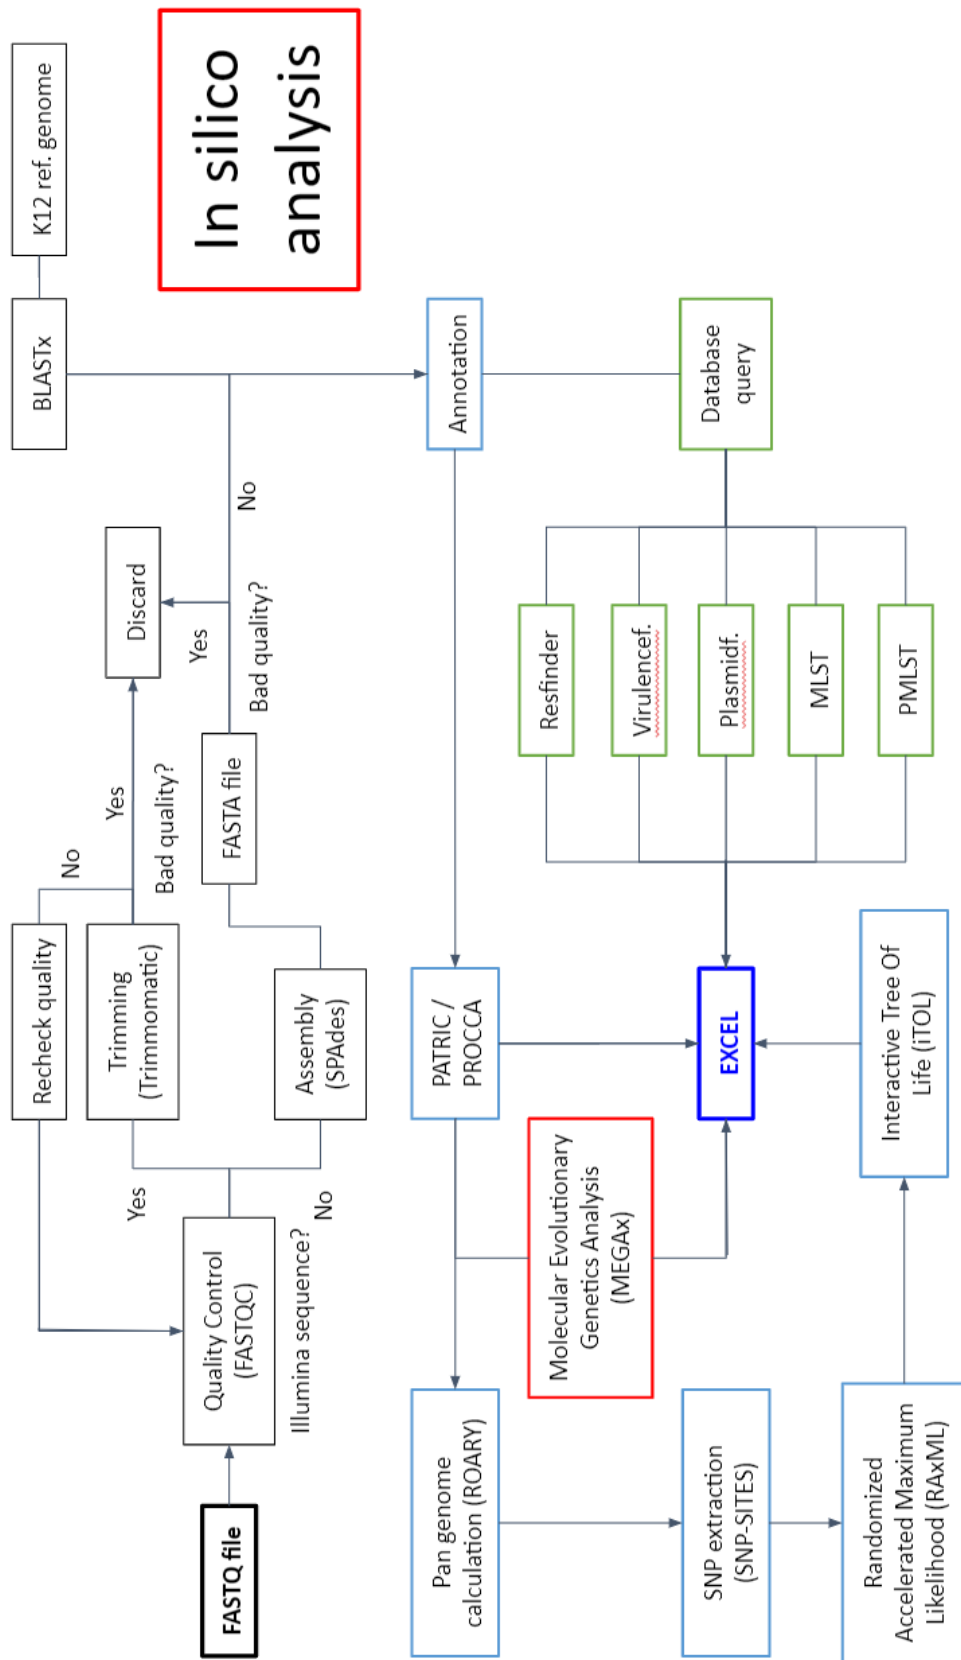 In silico
analysis
FASTQ file
Quality Control
(FASTQC)
Illumina sequence?
Yes
No
Recheck quality
Trimming
(Trimmomatic)
No
Yes
Bad quality?
Discard
Assembly
(SPAdes)
FASTA file
Yes
Bad quality?
No
BLASTx
K12 ref. genome
Annotation
PATRIC /
PROCCA
Database
query
Resfinder
Virulencef.
Plasmidf.
MLST
PMLST
EXCEL
Molecular Evolutionary
Genetics Analysis
(MEGAx)
Pan genome
calculation (ROARY)
SNP extraction
(SNP-SITES)
Randomized
Accelerated Maximum
Likelihood (RAxML)
Interactive Tree Of
Life (iTOL)